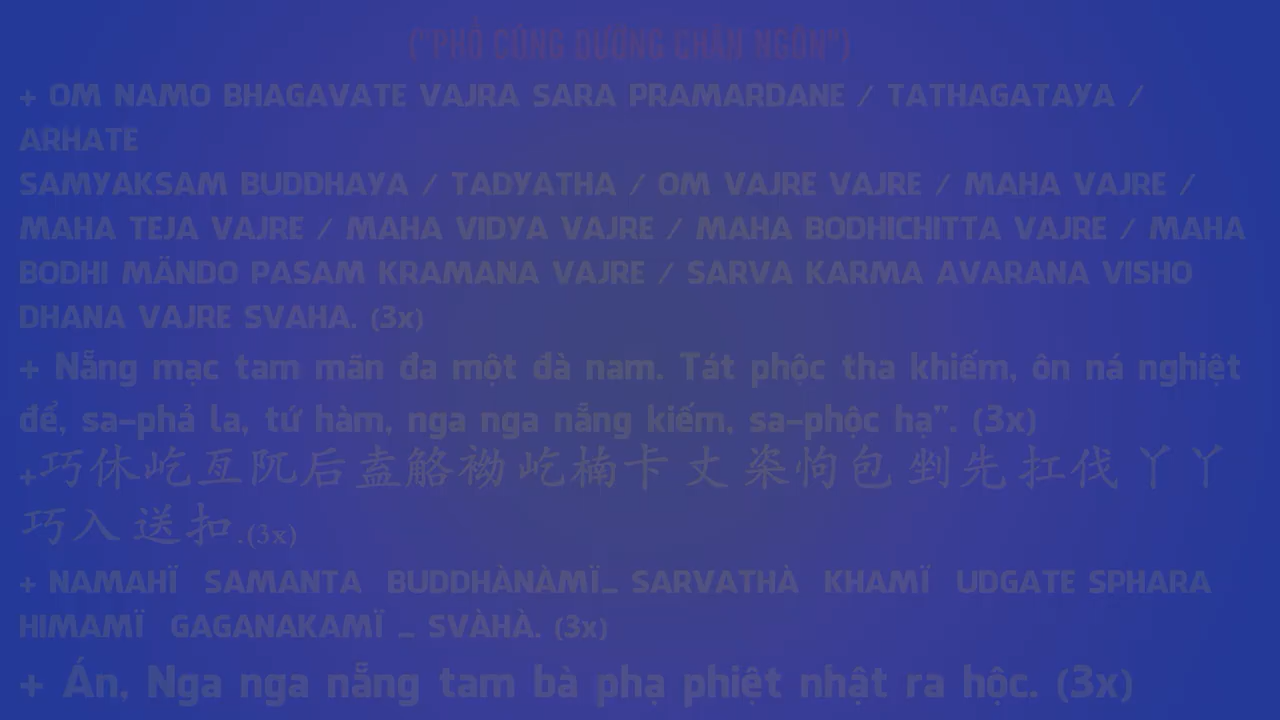 ("PHỔ CÚNG DƯỜNG CHÂN NGÔN")
+ OM NAMO BHAGAVATE VAJRA SARA PRAMARDANE / TATHAGATAYA /
ARHATE
SAMYAKSAM BUDDHAYA / TADYATHA / OM VAJRE VAJRE / MAHA VAJRE /
MAHA TEJA VAJRE / MAHA VIDYA VAJRE / MAHA BODHICHITTA VAJRE / MAHA
BODHI MÄNDO PASAM KRAMANA VAJRE / SARVA KARMA AVARANA VISHO
DHANA VAJRE SVAHA. (3x)
+ Nẵng mạc tam mãn đa một đà nam. Tát phộc tha khiếm, ôn ná nghiệt
để, sa-phả la, tứ hàm, nga nga nẵng kiếm, sa-phộc hạ". (3x)
+巧休屹亙阢后盍觡袎屹楠卡丈姿怐包剉先扛伐丫丫
巧入送扣.(3x)
+ NAMAHÏ SAMANTA BUDDHÀNÀMÏ_ SARVATHÀ KHAMÏ UDGATE SPHARA
HIMAMÏ GAGANAKAMÏ _ SVÀHÀ. (3x)
+ Án, Nga nga nẵng tam bà phạ phiệt nhật ra hộc. (3x)